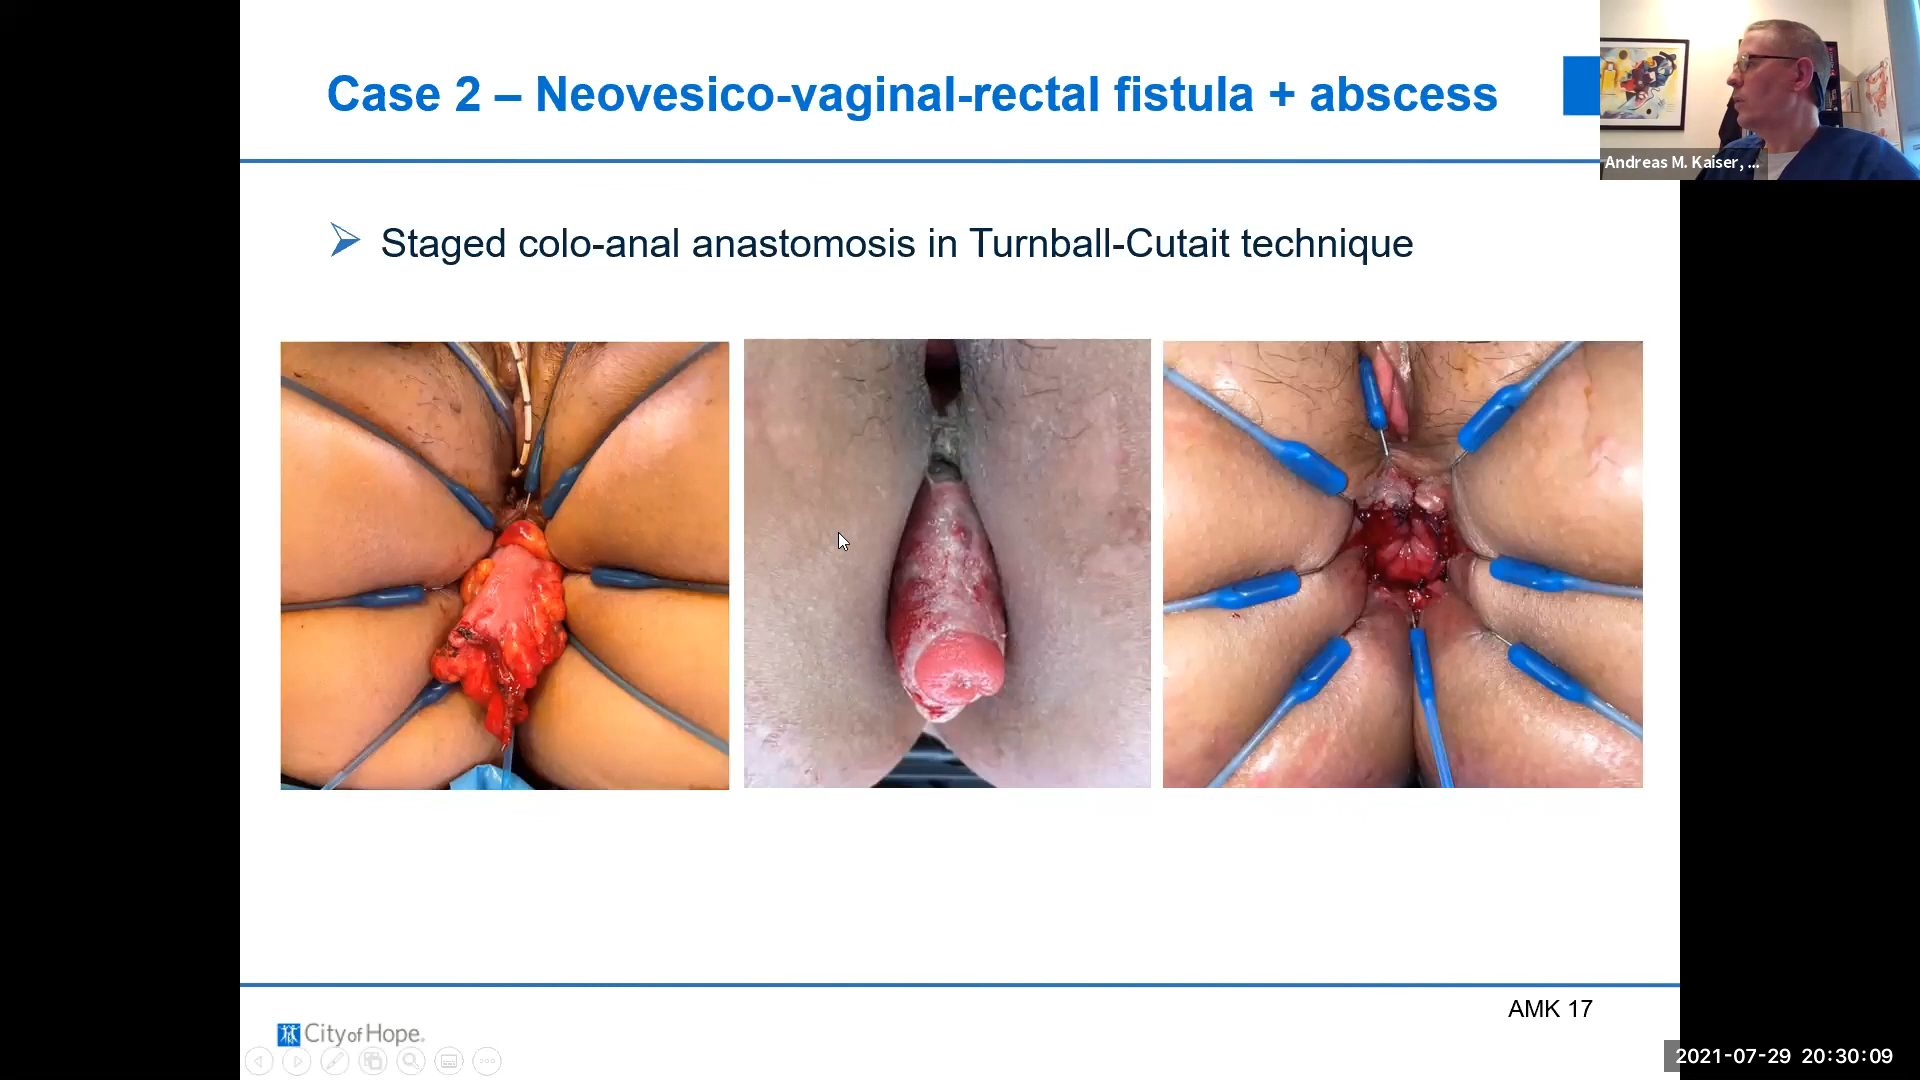 Case 2 – Neovesico-vaginal-rectal fistula + abscess
Andreas M. Kaiser, ...
Staged colo-anal anastomosis in Turnball-Cutait technique
AMK 17
City of Hope.
2021-07-29 20:30:09